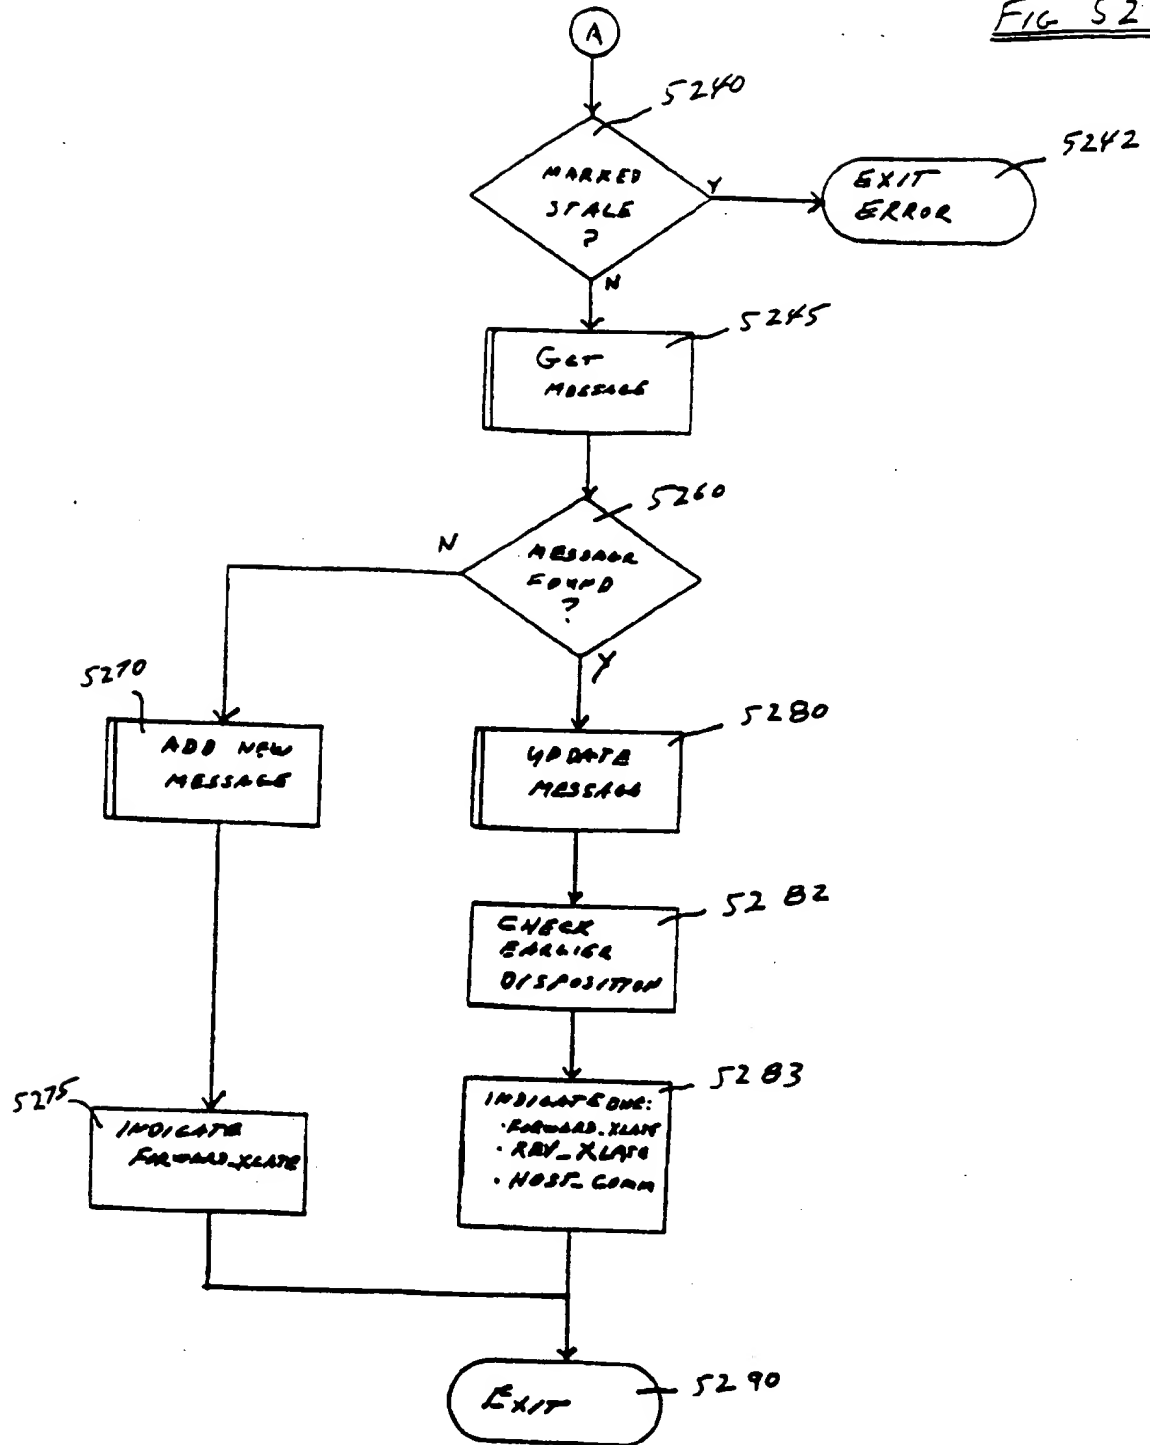 FIG 52
A
5240
MARKED
STALE
?
Y
N
5242
EXIT
ERROR
5245
GET
MESSAGE
5260
MESSAGE
FOUND
?
N
Y
5270
ADD NEW
MESSAGE
5280
UPDATE
MESSAGE
5282
CHECK
EARLIER
DISPOSITION
5275
INDICATE
FORWARD_XLATE
5283
INDICATE ONE:
· FORWARD_XLATE
· REV_XLATE
· HOST_COMM
EXIT
5290